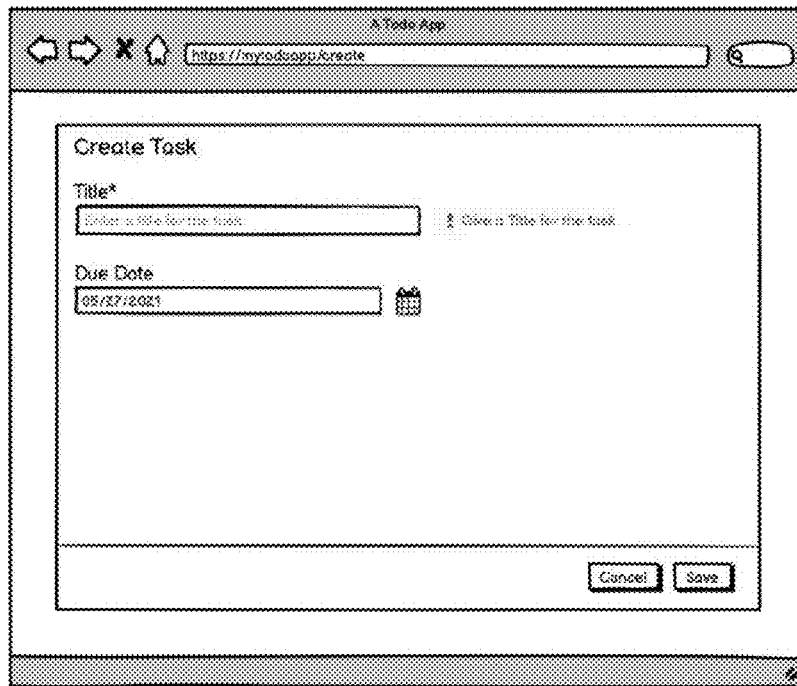 A Todo App
https://mytodoapp/create
Create Task
Title*
Enter a title for the task
! Give a Title for the task
Due Date
05/27/2021
Cancel Save